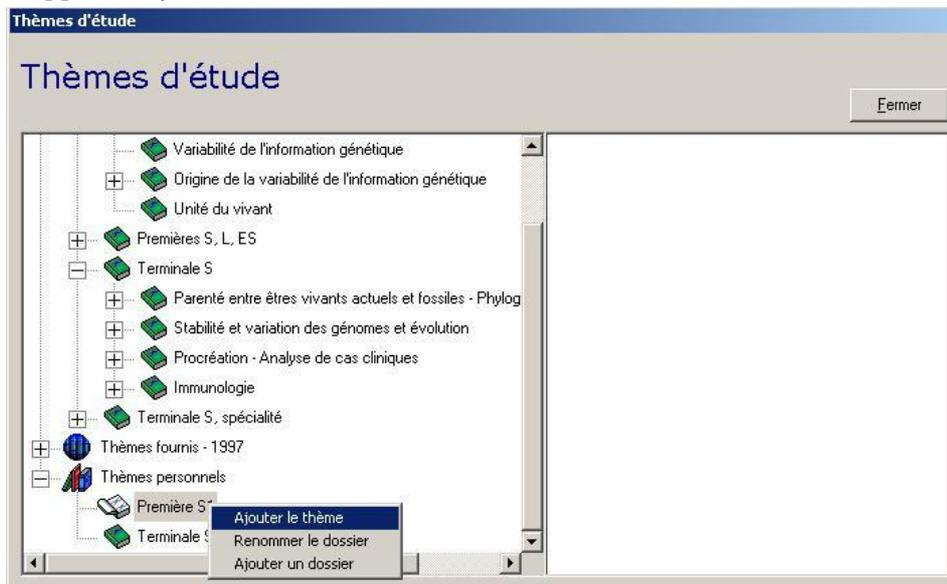 Thèmes d'étude
Thèmes d'étude
Fermer
Variabilité de l'information génétique
Origine de la variabilité de l'information génétique
Unité du vivant
Premières S, L, ES
Terminale S
Parenté entre êtres vivants actuels et fossiles - Phylog
Stabilité et variation des génomes et évolution
Procréation - Analyse de cas cliniques
Immunologie
Terminale S, spécialité
Thèmes fournis - 1997
Thèmes personnels
Première S1
Ajouter le thème
Terminale S
Renommer le dossier
Ajouter un dossier